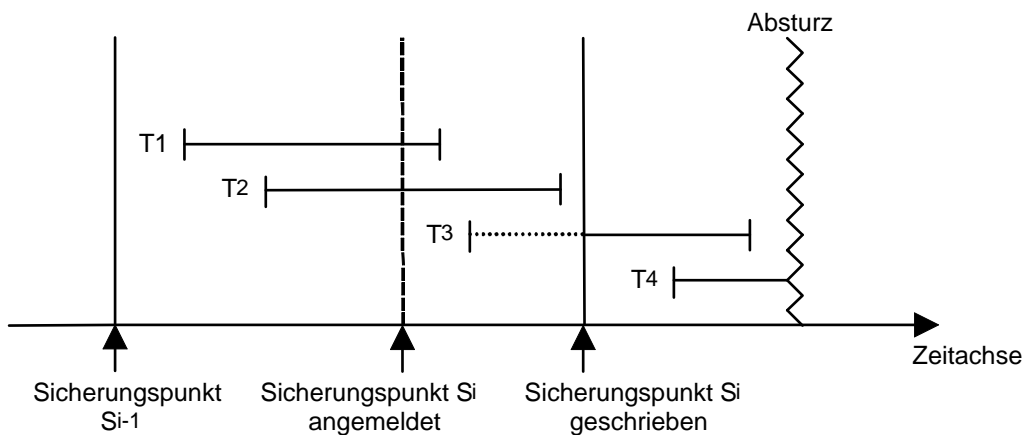 Absturz
T1
T2
T3
T4
Zeitachse
Sicherungspunkt
Si-1
Sicherungspunkt Si
angemeldet
Sicherungspunkt Si
geschrieben